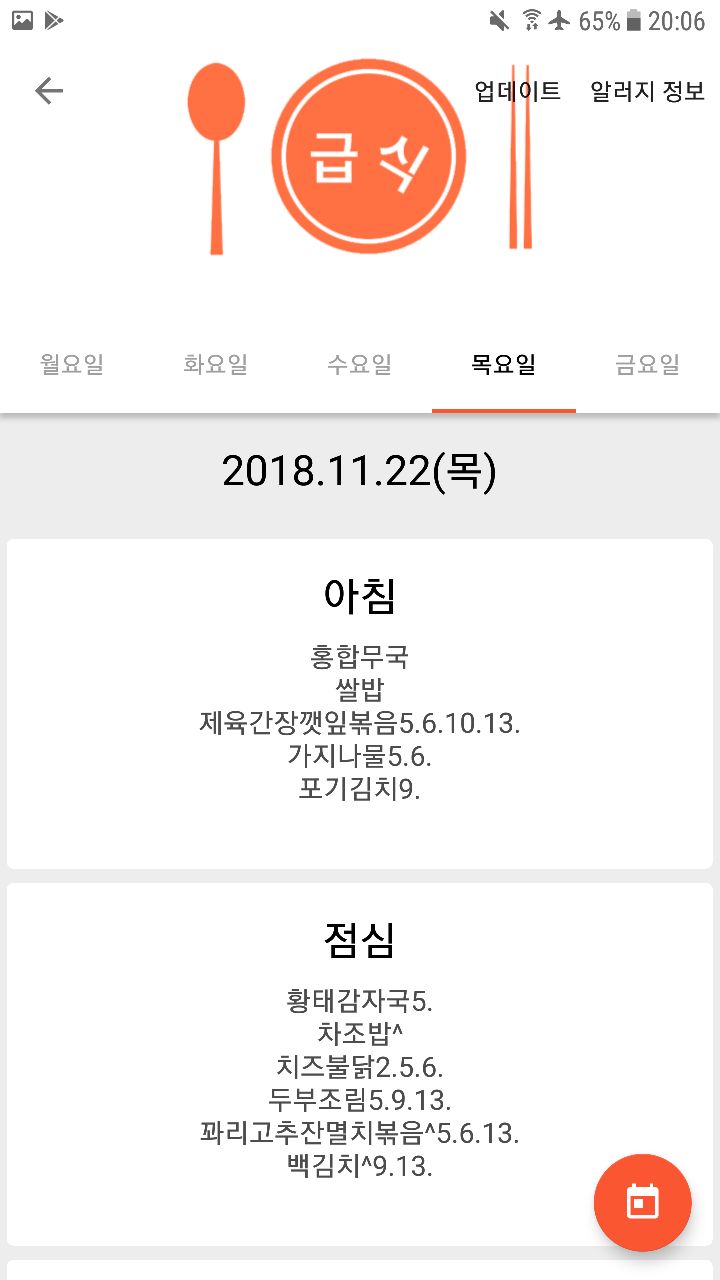 65% 20:06
업데이트 알러지 정보
급식
월요일 화요일 수요일 목요일 금요일
2018.11.22(목)
아침
홍합무국
쌀밥
제육간장깻잎볶음5.6.10.13.
가지나물5.6.
포기김치9.
점심
황태감자국5.
차조밥^
치즈불닭2.5.6.
두부조림5.9.13.
꽈리고추잔멸치볶음^5.6.13.
백김치^9.13.